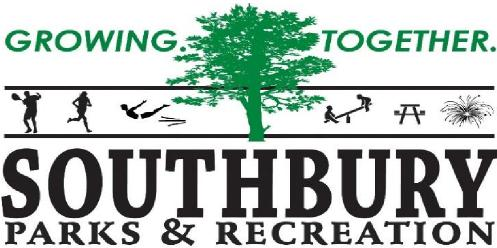 GROWING. TOGETHER.
SOUTHBURY
PARKS & RECREATION